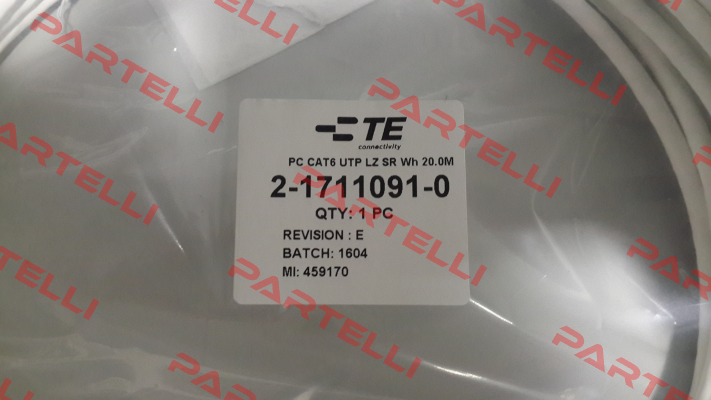 TE
connectivity
PC CAT6 UTP LZ SR Wh 20.0M
2-1711091-0
QTY: 1 PC
REVISION : E
BATCH: 1604
MI: 459170
PARTELLI
PARTELLI
PARTELLI
PARTELLI
PARTELLI
PARTELLI
PARTELLI
PARTELLI
PARTELLI